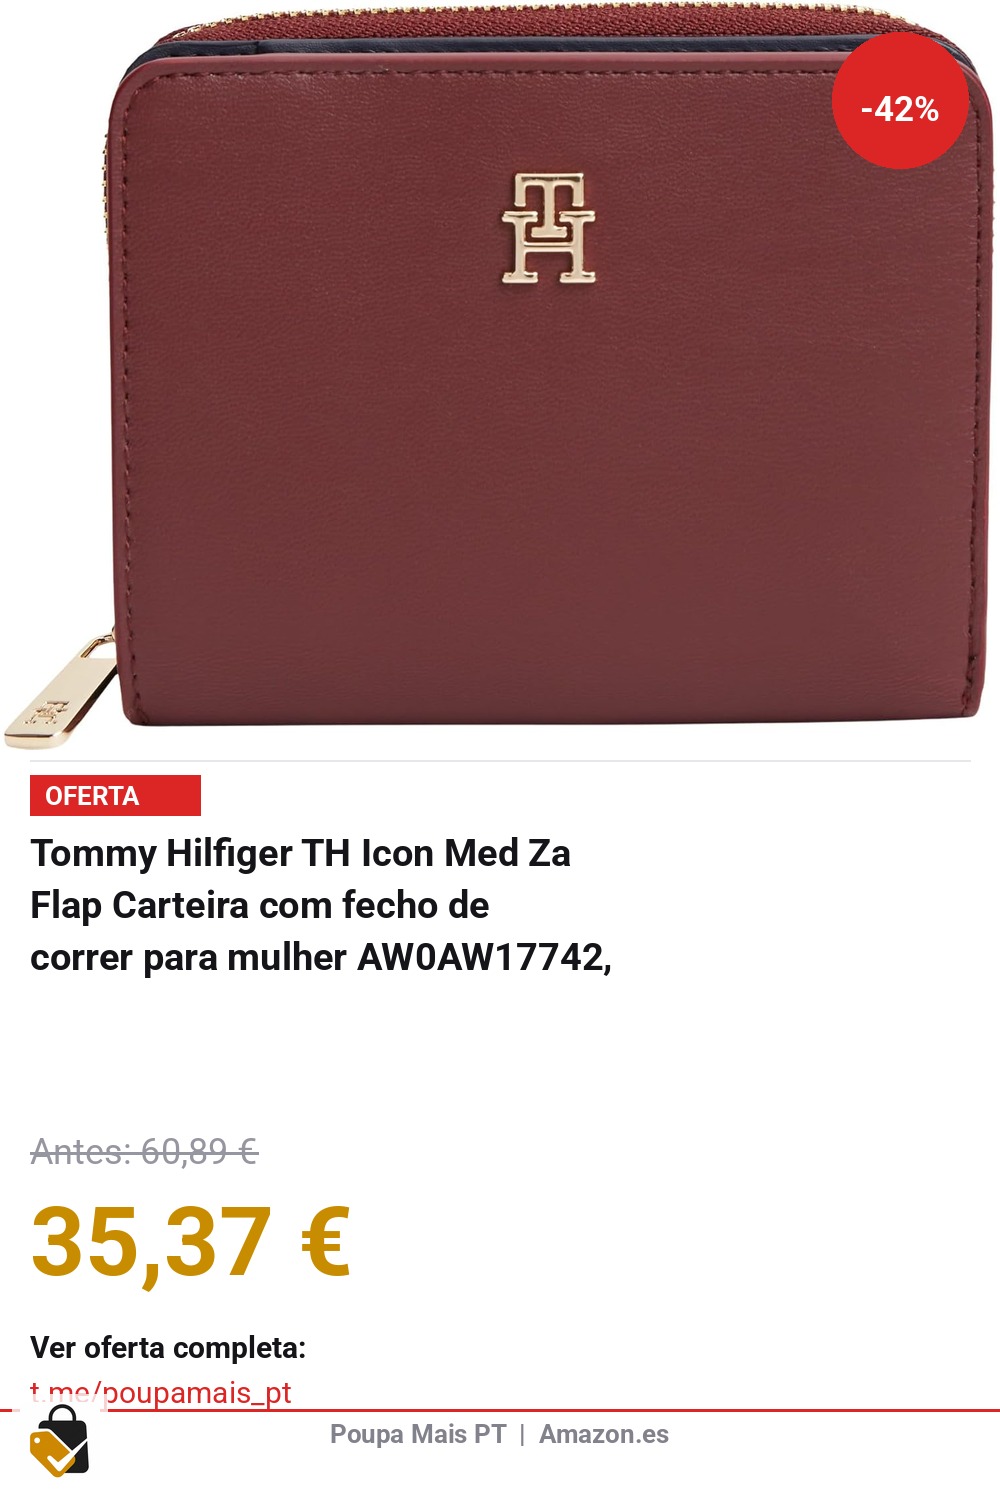 -42%
TH
OFERTA
Tommy Hilfiger TH Icon Med Za
Flap Carteira com fecho de
correr para mulher AW0AW17742,
Antes: 60,89 €
35,37 €
Ver oferta completa:
t.me/poupamais_pt
Poupa Mais PT | Amazon.es